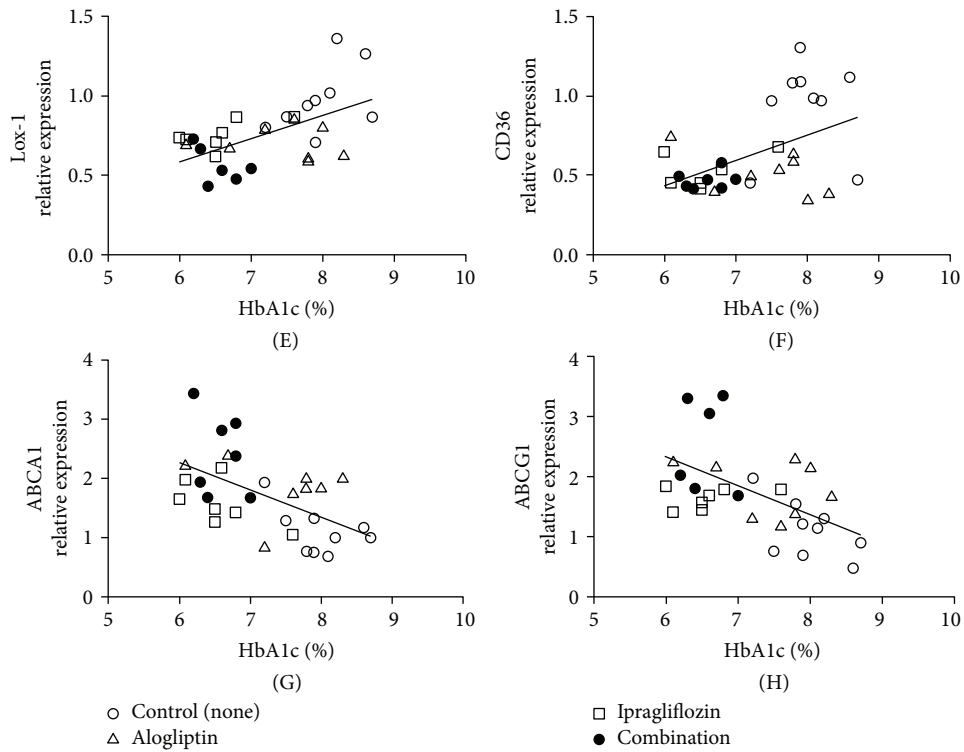 1.5
1.0
0.5
0.0
Lox-1
relative expression
5 6 7 8 9 10
HbA1c (%)
(E)
1.5
1.0
0.5
0.0
CD36
relative expression
5 6 7 8 9 10
HbA1c (%)
(F)
4
3
2
1
0
ABCA1
relative expression
5 6 7 8 9 10
HbA1c (%)
(G)
4
3
2
1
0
ABCG1
relative expression
5 6 7 8 9 10
HbA1c (%)
(H)
Control (none)
Alogliptin
Ipragliflozin
Combination